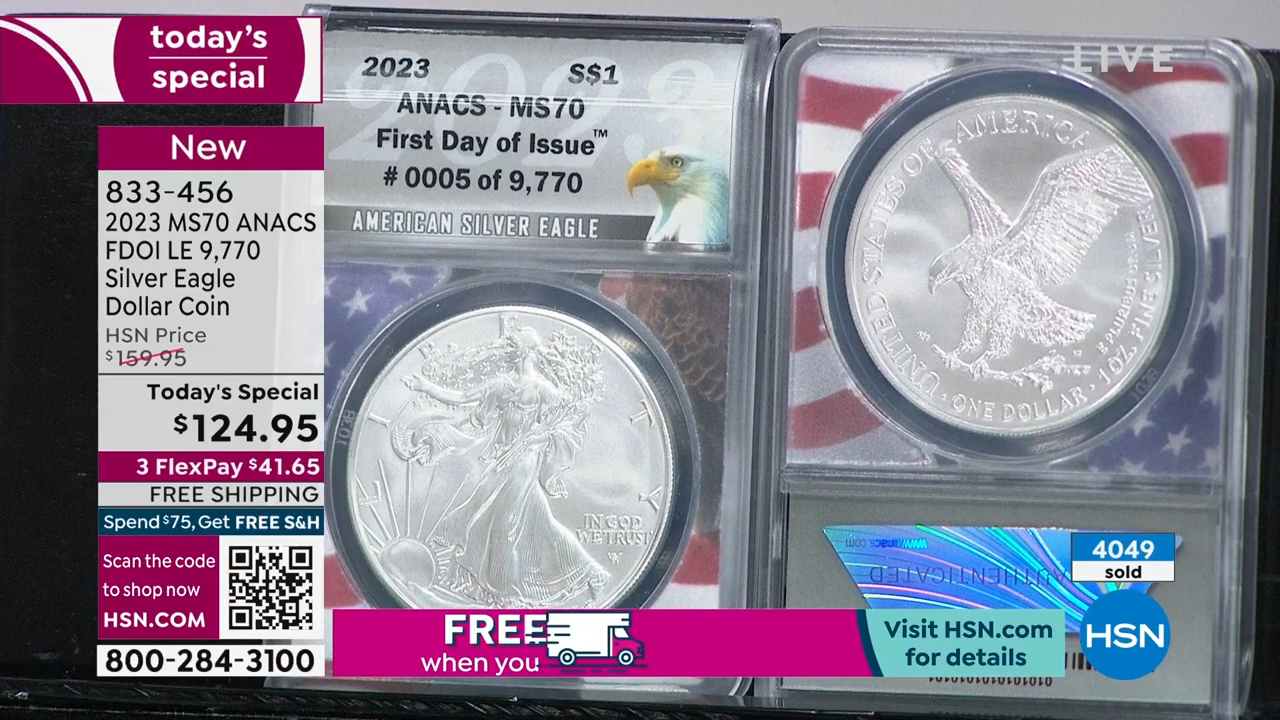 today's
special
New
833-456
2023 MS70 ANACS
FDOI LE 9,770
Silver Eagle
Dollar Coin
HSN Price
$159.95
Today's Special
$124.95
3 FlexPay $41.65
FREE SHIPPING
Spend $75, Get FREE S&H
Scan the code
to shop now
HSN.COM
800-284-3100
2023 S$1
ANACS - MS70
First Day of Issue™
# 0005 of 9,770
AMERICAN SILVER EAGLE
LIBERTY
IN GOD
WE TRUST
LIVE
UNITED STATES OF AMERICA
E PLURIBUS UNUM
1 OZ. FINE SILVER • ONE DOLLAR
www.anacs.com
AUTHENTICATED
4049
sold
FREE
when you
Visit HSN.com
for details
HSN